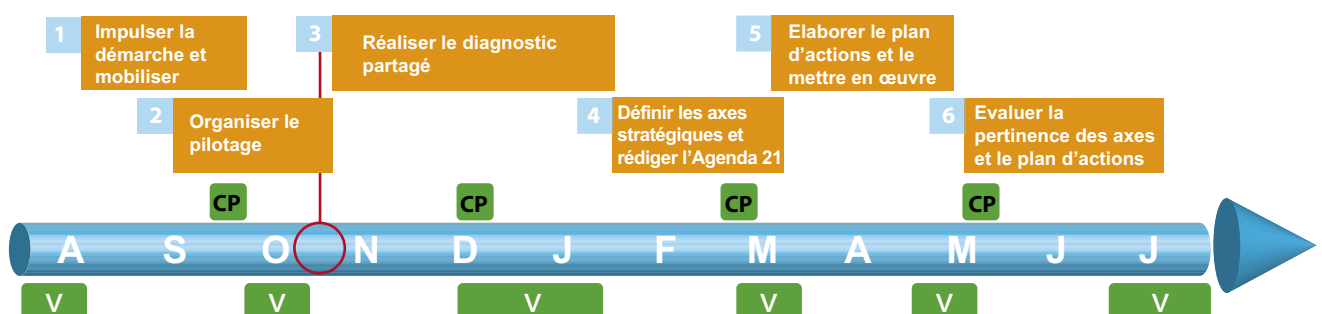 1
Impulser la
démarche et
mobiliser
2
Organiser le
pilotage
3
Réaliser le diagnostic
partagé
4
Définir les axes
stratégiques et
rédiger l’Agenda 21
5
Elaborer le plan
d’actions et le
mettre en œuvre
6
Evaluer la
pertinence des axes
et le plan d’actions
CP CP CP CP
A S O N D J F M A M J J
V V V V V V